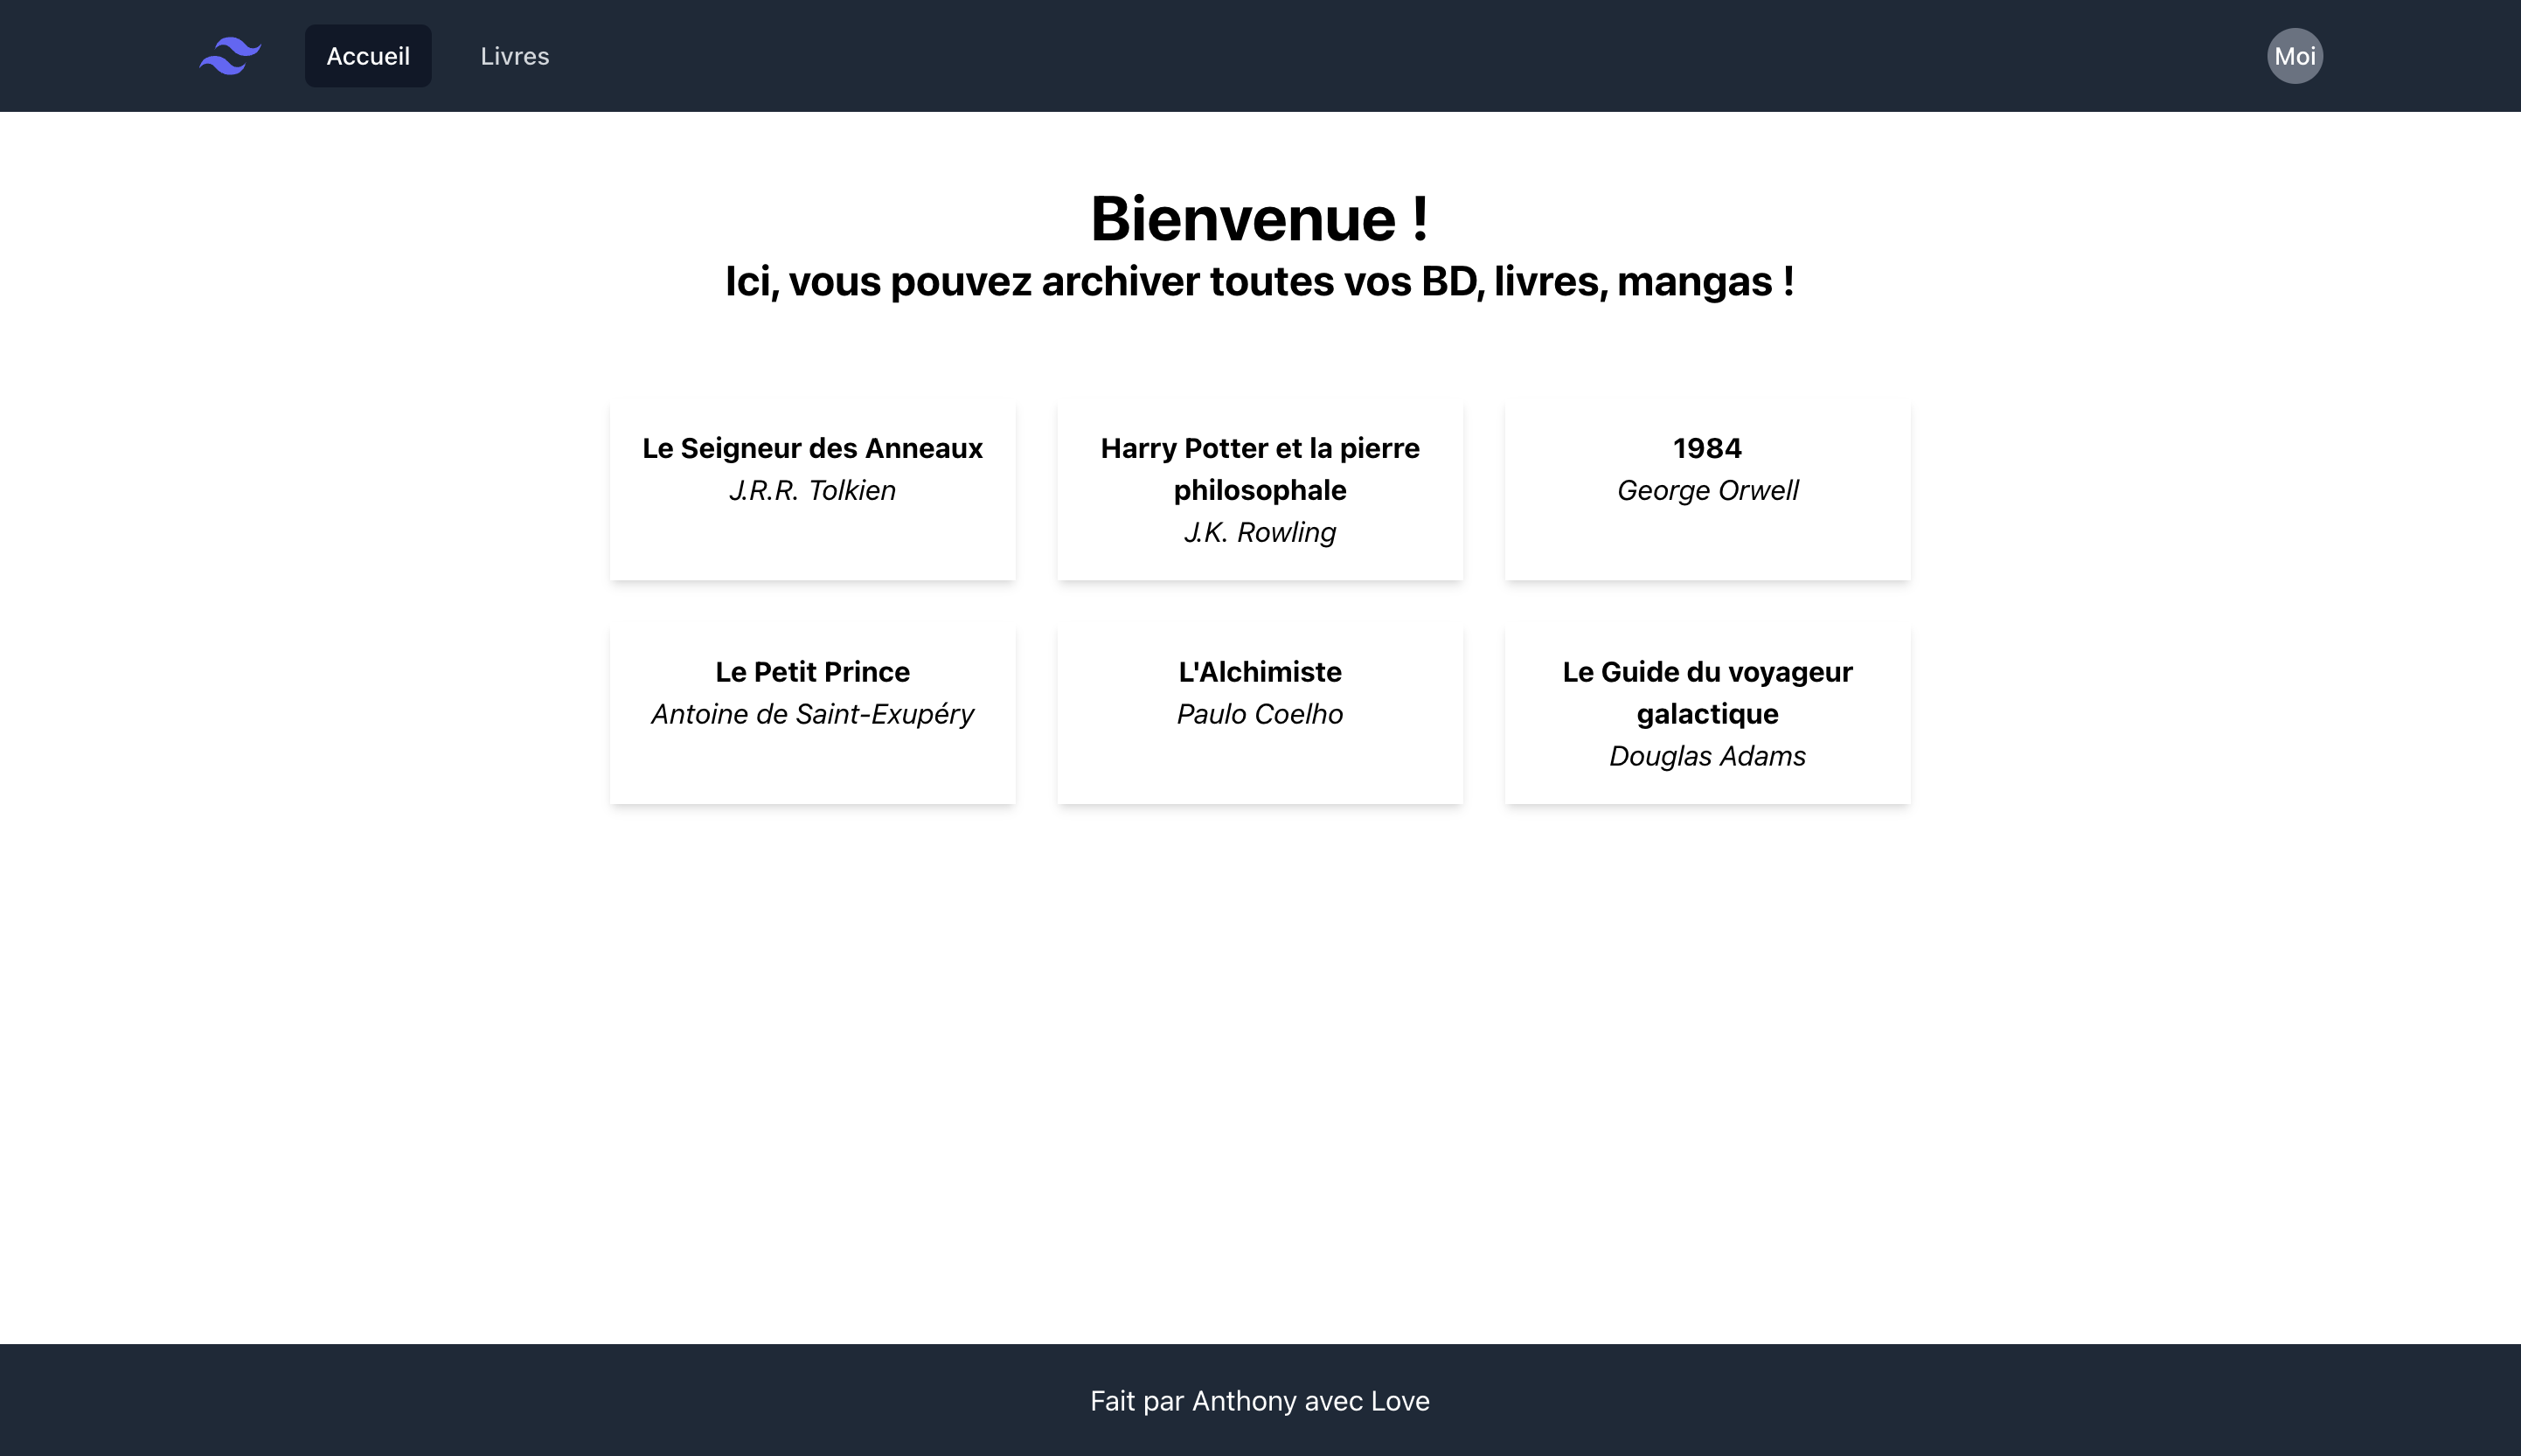 Accueil
Livres
Moi
Bienvenue !
Ici, vous pouvez archiver toutes vos BD, livres, mangas !
Le Seigneur des Anneaux
J.R.R. Tolkien
Harry Potter et la pierre
philosophale
J.K. Rowling
1984
George Orwell
Le Petit Prince
Antoine de Saint-Exupéry
L'Alchimiste
Paulo Coelho
Le Guide du voyageur
galactique
Douglas Adams
Fait par Anthony avec Love